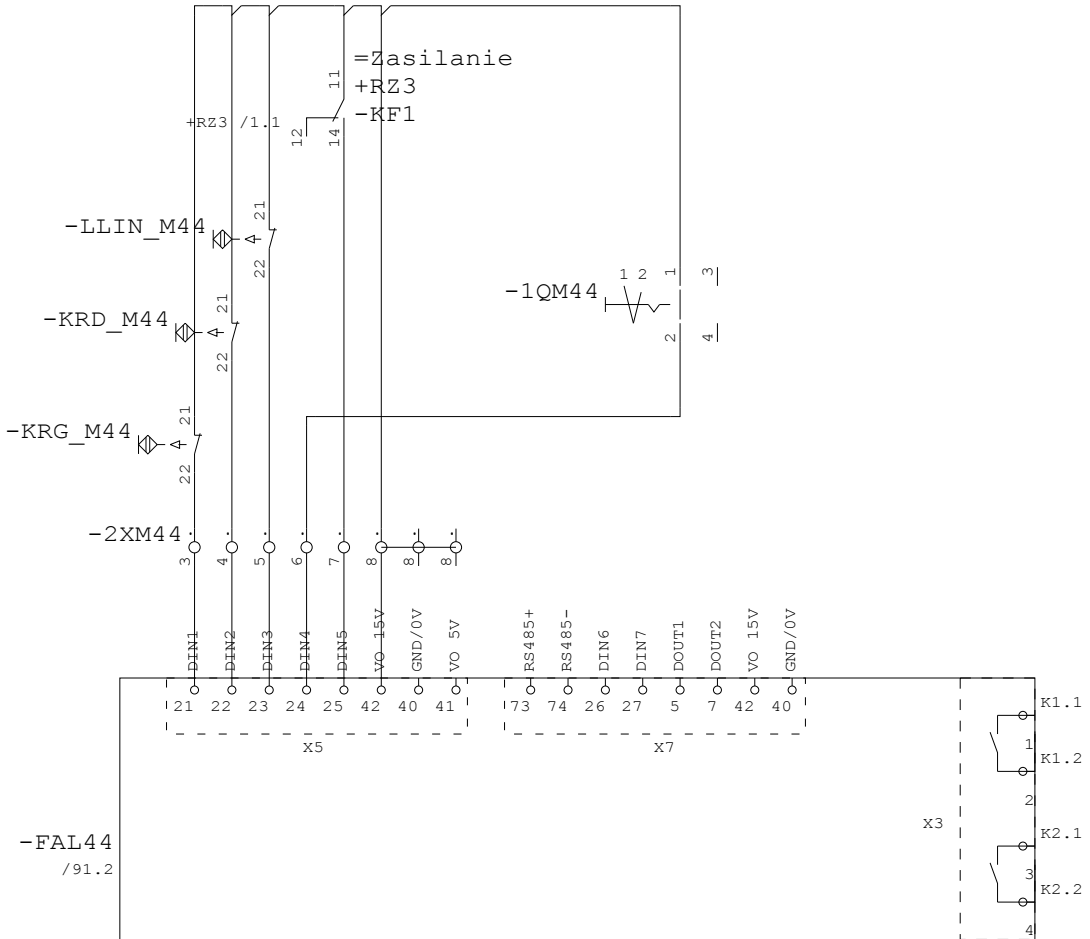 =Zasilanie
11
+RZ3
-KF1
+RZ3 /1.1
12
14
21
-LLIN_M44
22
1 2
1
3
-1QM44
2
4
21
-KRD_M44
22
21
-KRG_M44
22
-2XM44
3
4
5
6
7
8
8
8
DIN1
DIN2
DIN3
DIN4
DIN5
VO 15V
GND/0V
VO 5V
RS485+
RS485-
DIN6
DIN7
DOUT1
DOUT2
VO 15V
GND/0V
21 22 23 24 25 42 40 41
73 74 26 27 5 7 42 40
X5
X7
K1.1
1
K1.2
2
X3
K2.1
3
K2.2
4
-FAL44
/91.2